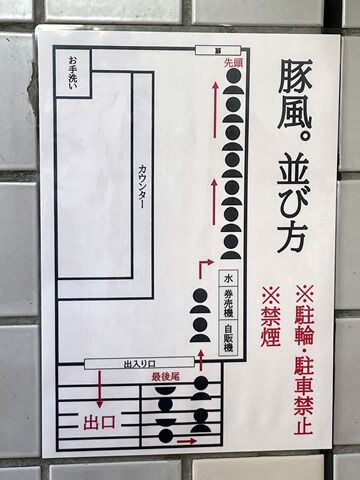 豚風。並び方
※駐輪・駐車禁止
※禁煙
扉
先頭
お手洗い
カウンター
水
券売機
自販機
出入り口
最後尾
出口